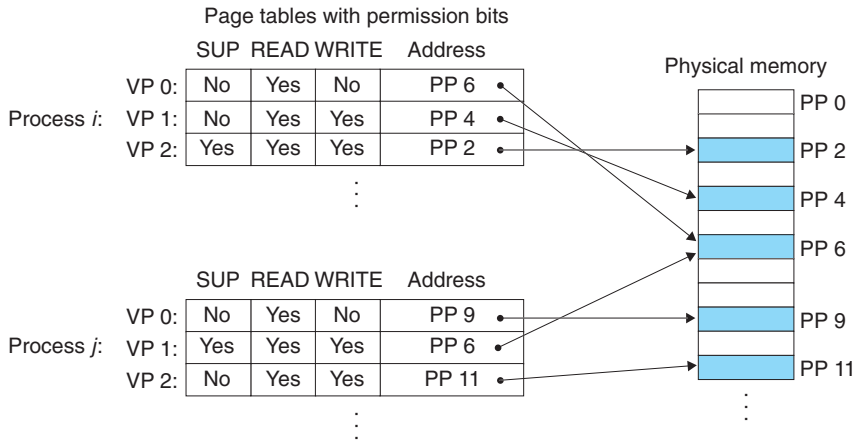 Page tables with permission bits
SUP READ WRITE Address
VP 0: No Yes No PP 6
Process i: VP 1: No Yes Yes PP 4
VP 2: Yes Yes Yes PP 2
SUP READ WRITE Address
VP 0: No Yes No PP 9
Process j: VP 1: Yes Yes Yes PP 6
VP 2: No Yes Yes PP 11
Physical memory
PP 0
PP 2
PP 4
PP 6
PP 9
PP 11